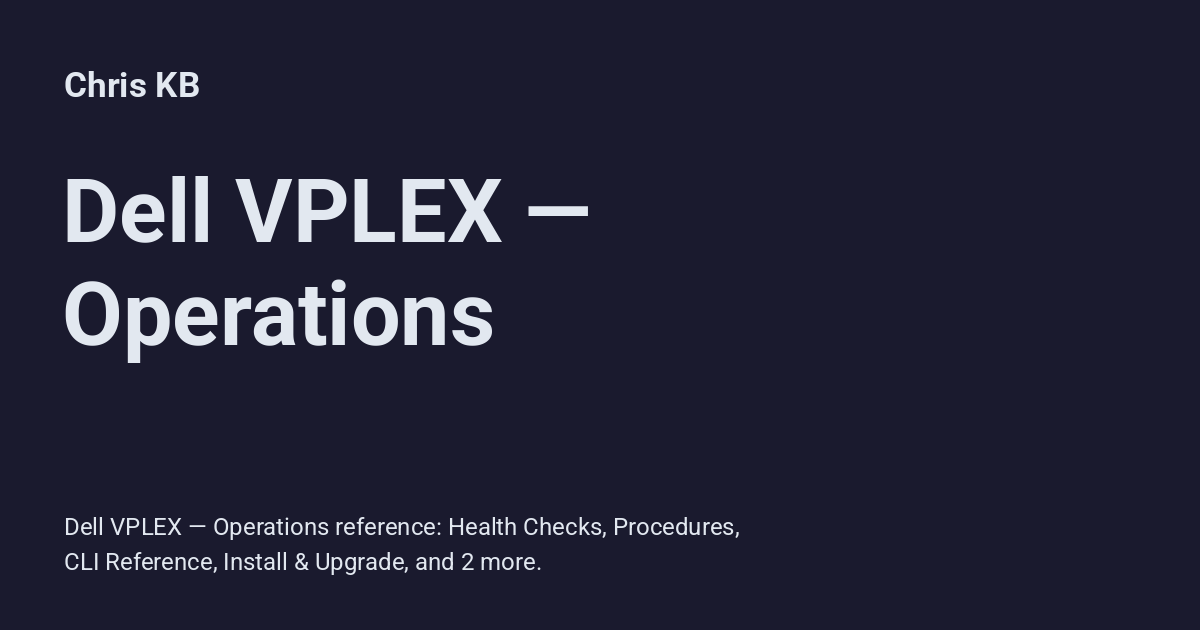 Chris KB
Dell VPLEX —
Operations
Dell VPLEX — Operations reference: Health Checks, Procedures,
CLI Reference, Install & Upgrade, and 2 more.